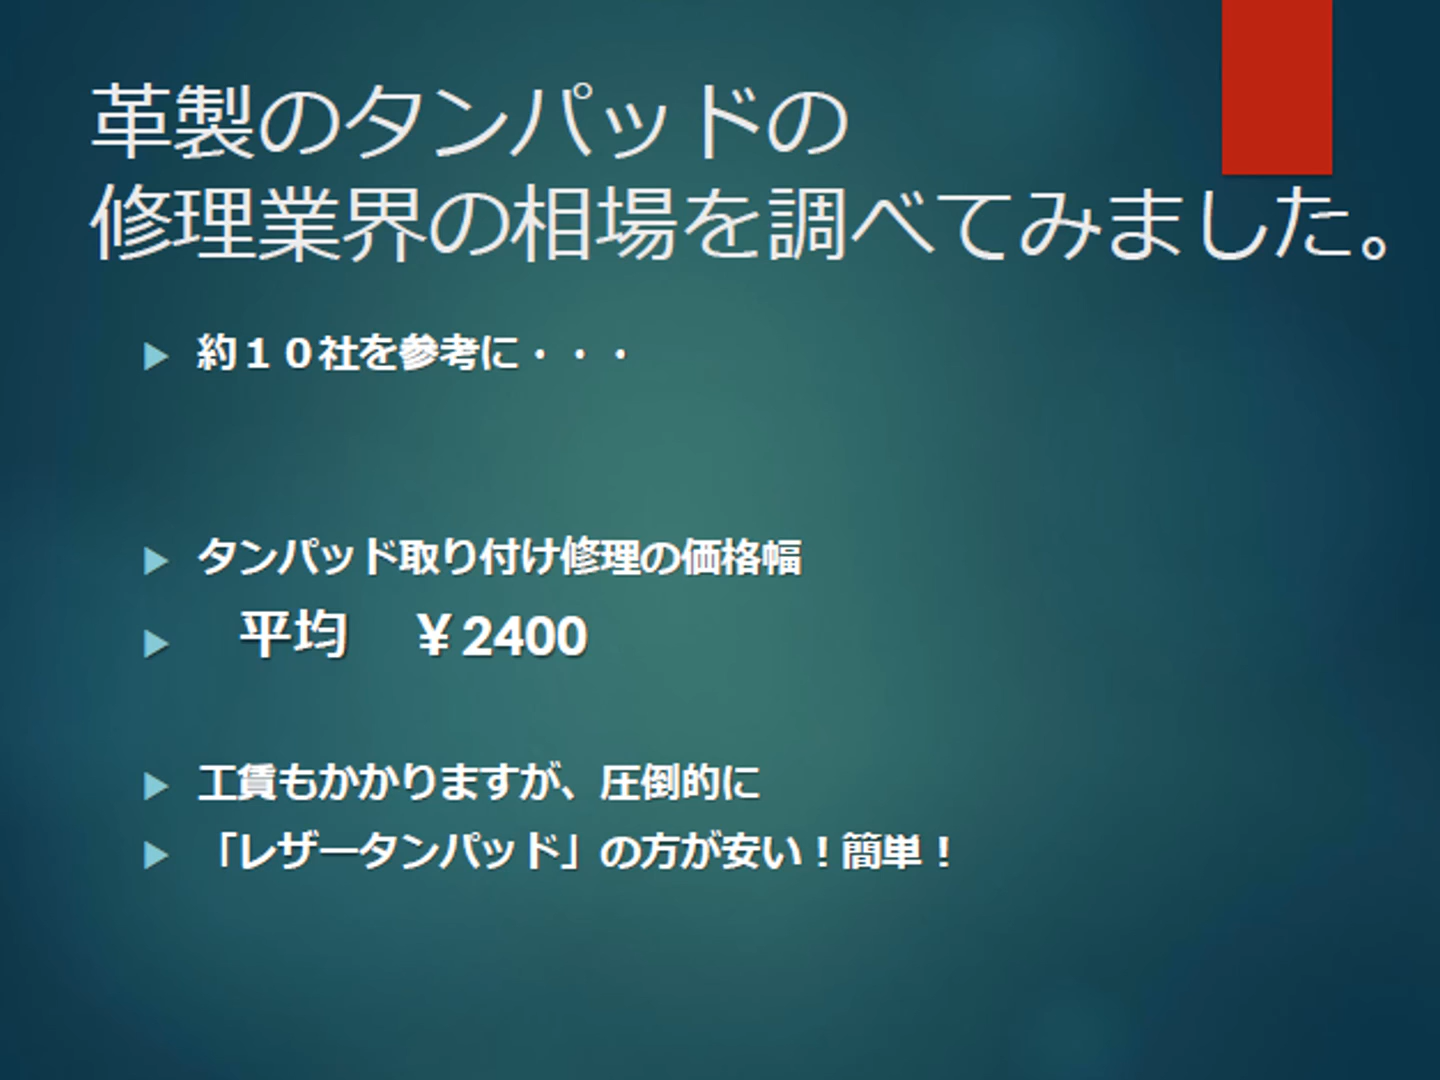 革製のタンパッドの
修理業界の相場を調べてみました。
約１０社を参考に・・・
タンパッド取り付け修理の価格幅
平均　￥2400
工賃もかかりますが、圧倒的に
「レザータンパッド」の方が安い！簡単！